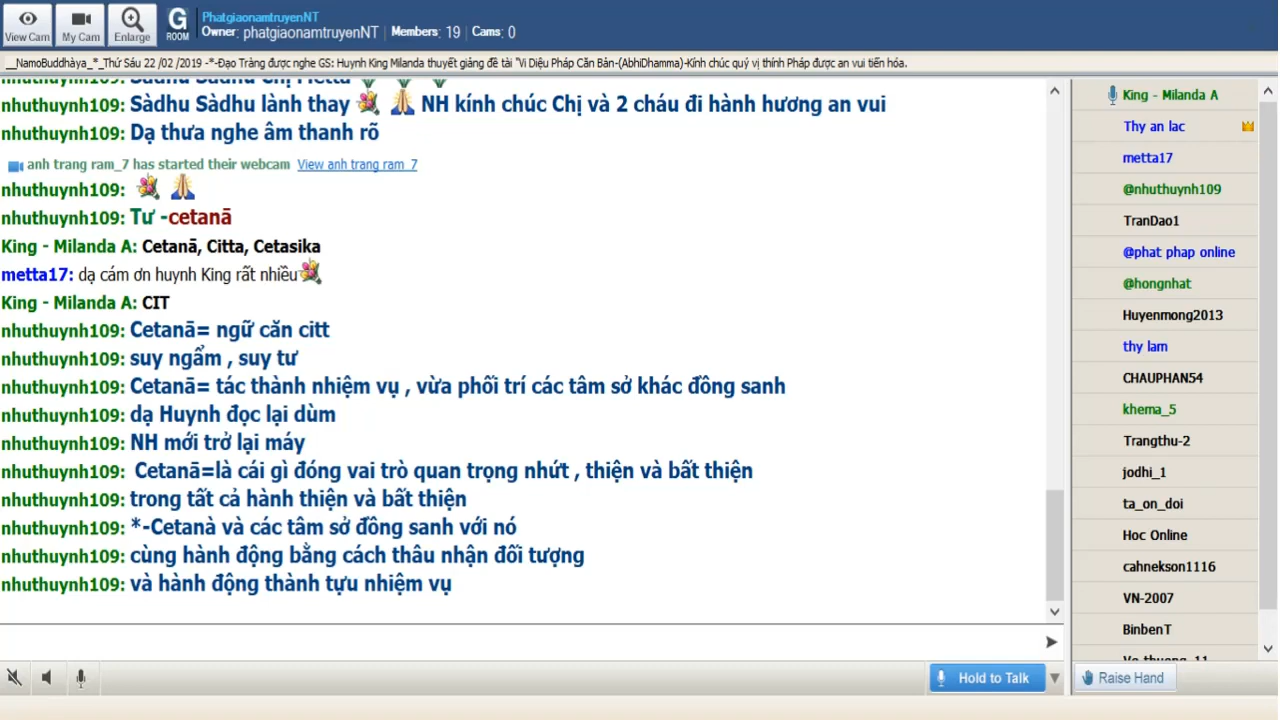 View Cam
My Cam
Enlarge
G
ROOM
PhatgiaonamtruyenNT
Owner: phatgiaonamtruyenNT | Members: 19 | Cams: 0
__NamoBuddhàya_*_Thứ Sáu 22 /02 /2019 -*-Đạo Tràng được nghe GS: Huynh King Milanda thuyết giảng đề tài "Vi Diệu Pháp Căn Bản-(AbhiDhamma)-Kính chúc quý vị thính Pháp được an vui tiến hóa.
nhuthuynh109: Sàdhu Sàdhu Chị Metta
nhuthuynh109: Sàdhu Sàdhu lành thay NH kính chúc Chị và 2 cháu đi hành hương an vui
nhuthuynh109: Dạ thưa nghe âm thanh rõ
anh trang ram_7 has started their webcam View anh trang ram_7
nhuthuynh109:
nhuthuynh109: Tư -cetanā
King - Milanda A: Cetanā, Citta, Cetasika
metta17: dạ cám ơn huynh King rất nhiều
King - Milanda A: CIT
nhuthuynh109: Cetanā= ngữ căn citt
nhuthuynh109: suy ngẩm , suy tư
nhuthuynh109: Cetanā= tác thành nhiệm vụ , vừa phối trí các tâm sở khác đồng sanh
nhuthuynh109: dạ Huynh đọc lại dùm
nhuthuynh109: NH mới trở lại máy
nhuthuynh109: Cetanā=là cái gì đóng vai trò quan trọng nhứt , thiện và bất thiện
nhuthuynh109: trong tất cả hành thiện và bất thiện
nhuthuynh109: *-Cetanà và các tâm sở đồng sanh với nó
nhuthuynh109: cùng hành động bằng cách thâu nhận đối tượng
nhuthuynh109: và hành động thành tựu nhiệm vụ
King - Milanda A
Thy an lac
metta17
@nhuthuynh109
TranDao1
@phat phap online
@hongnhat
Huyenmong2013
thy lam
CHAUPHAN54
khema_5
Trangthu-2
jodhi_1
ta_on_doi
Hoc Online
cahnekson1116
VN-2007
BinbenT
Vo thuong_11
Hold to Talk
Raise Hand